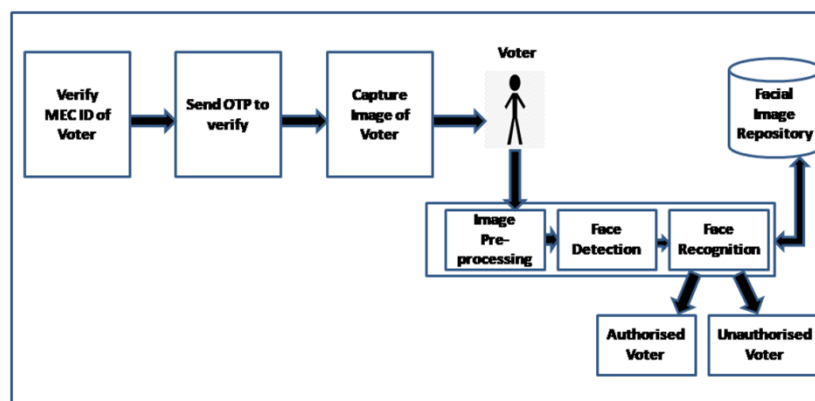 Verify
MEC ID of
Voter
Send OTP to
verify
Capture
Image of
Voter
Voter
Facial
Image
Repository
Image
Pre-
processing
Face
Detection
Face
Recognition
Authorised
Voter
Unauthorised
Voter